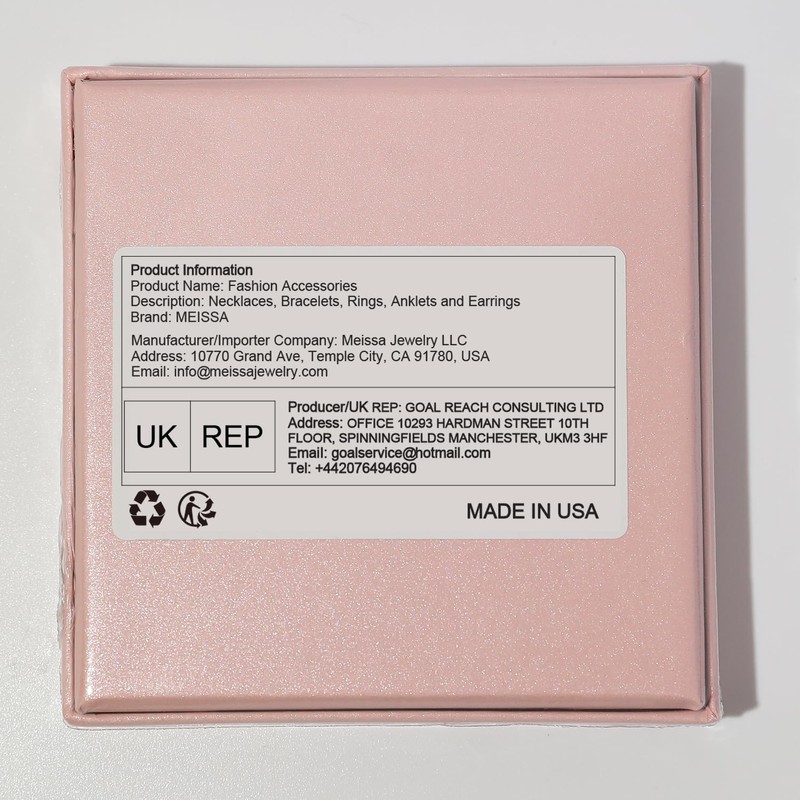 Product Information
Product Name: Fashion Accessories
Description: Necklaces, Bracelets, Rings, Anklets and Earrings
Brand: MEISSA
Manufacturer/Importer Company: Meissa Jewelry LLC
Address: 10770 Grand Ave, Temple City, CA 91780, USA
Email: info@meissajewelry.com
UK REP
Producer/UK REP: GOAL REACH CONSULTING LTD
Address: OFFICE 10293 HARDMAN STREET 10TH
FLOOR, SPINNINGFIELDS MANCHESTER, UKM3 3HF
Email: goalservice@hotmail.com
Tel: +442076494690
MADE IN USA